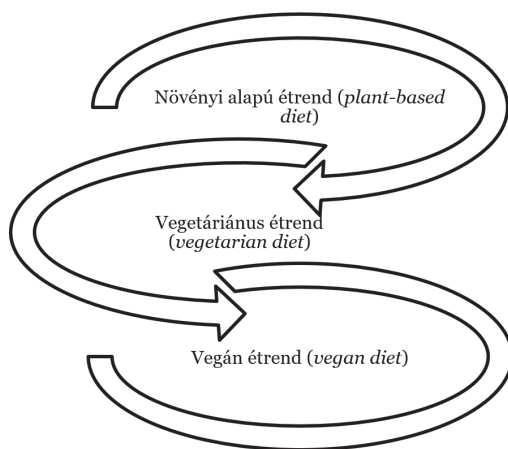 Növényi alapú étrend (plant-based
diet)
Vegetáriánus étrend
(vegetarian diet)
Vegán étrend (vegan diet)